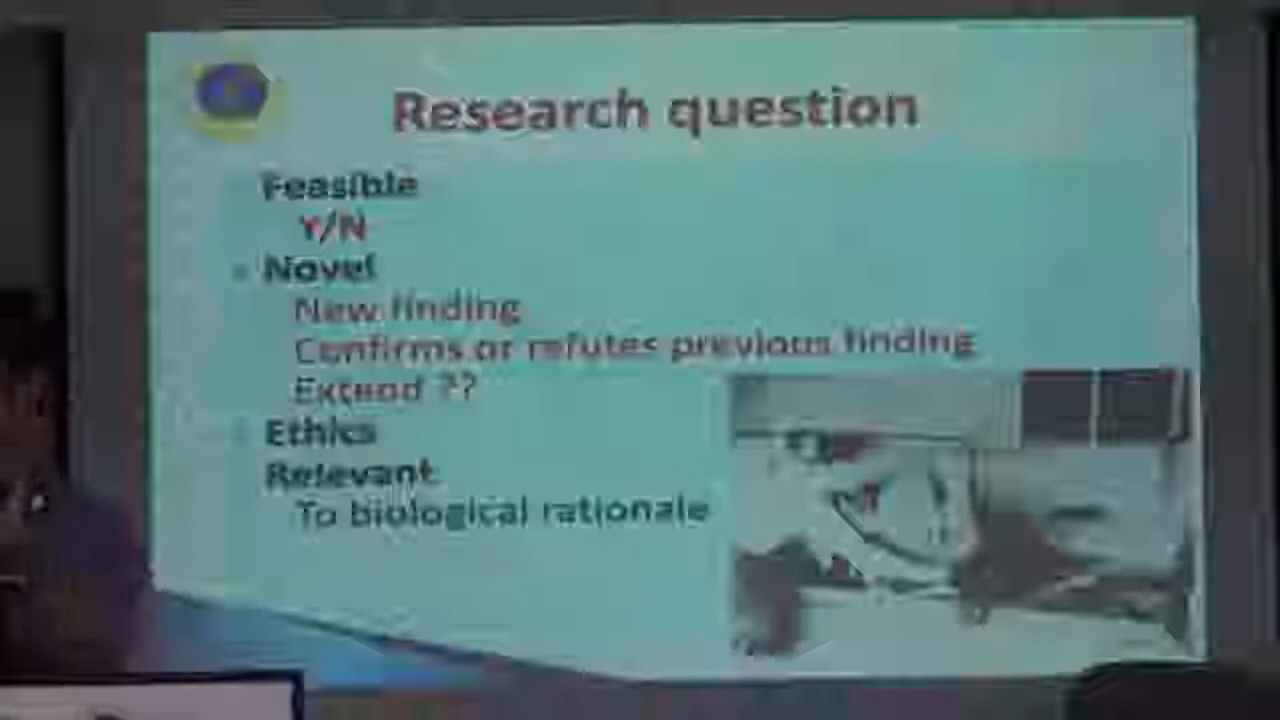 Research question
Feasible
Y/N
Novel
New finding
Confirms or refutes previous finding
Extend ??
Ethics
Relevant
To biological rationale